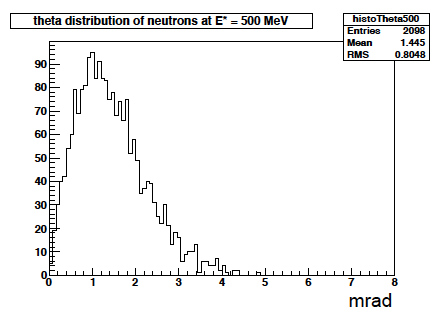 theta distribution of neutrons at E* = 500 MeV
histoTheta500
Entries 2098
Mean 1.445
RMS 0.8048
90
80
70
60
50
40
30
20
10
0
0 1 2 3 4 5 6 7 8
mrad